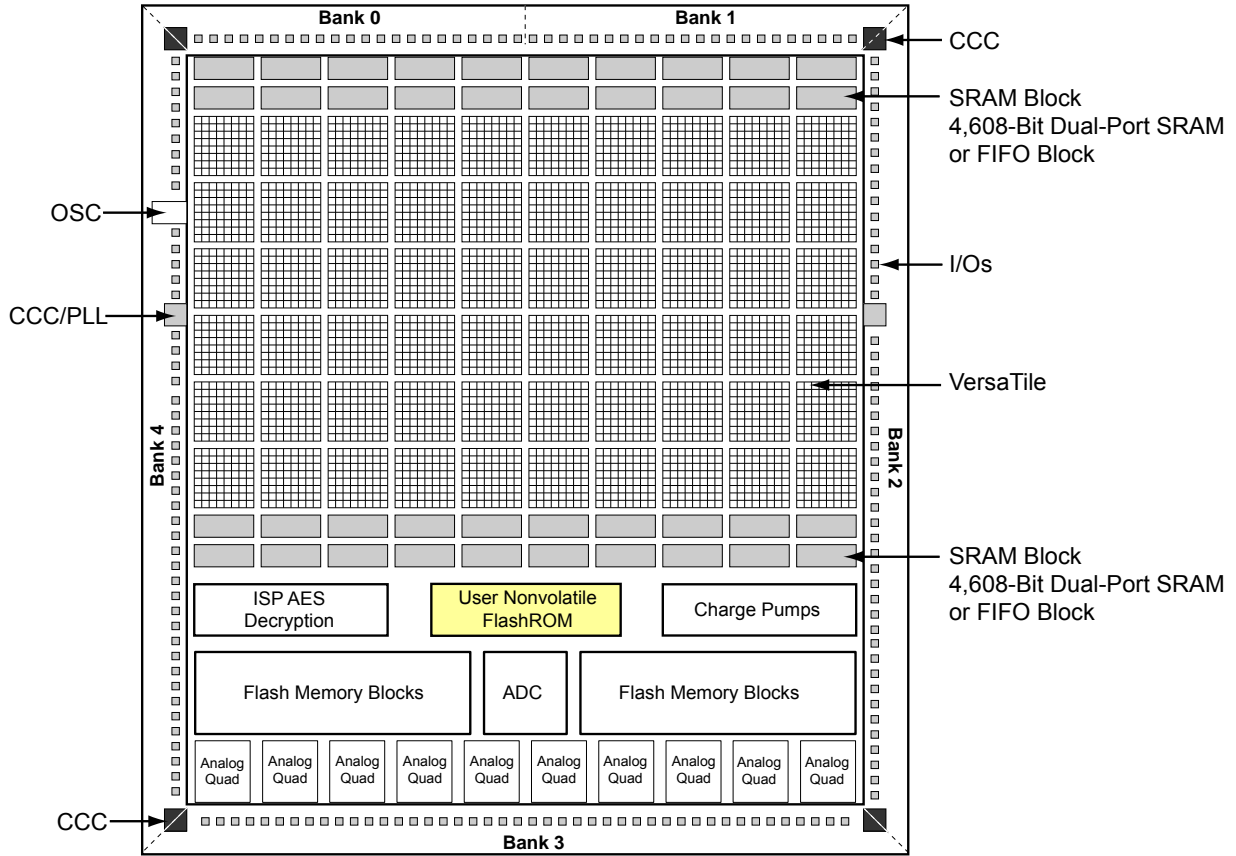 Bank 0
Bank 1
CCC
SRAM Block
4,608-Bit Dual-Port SRAM
or FIFO Block
OSC
I/Os
CCC/PLL
VersaTile
Bank 4
Bank 2
SRAM Block
4,608-Bit Dual-Port SRAM
or FIFO Block
ISP AES
Decryption
User Nonvolatile
FlashROM
Charge Pumps
Flash Memory Blocks
ADC
Flash Memory Blocks
Analog
Quad
Analog
Quad
Analog
Quad
Analog
Quad
Analog
Quad
Analog
Quad
Analog
Quad
Analog
Quad
Analog
Quad
Analog
Quad
CCC
Bank 3